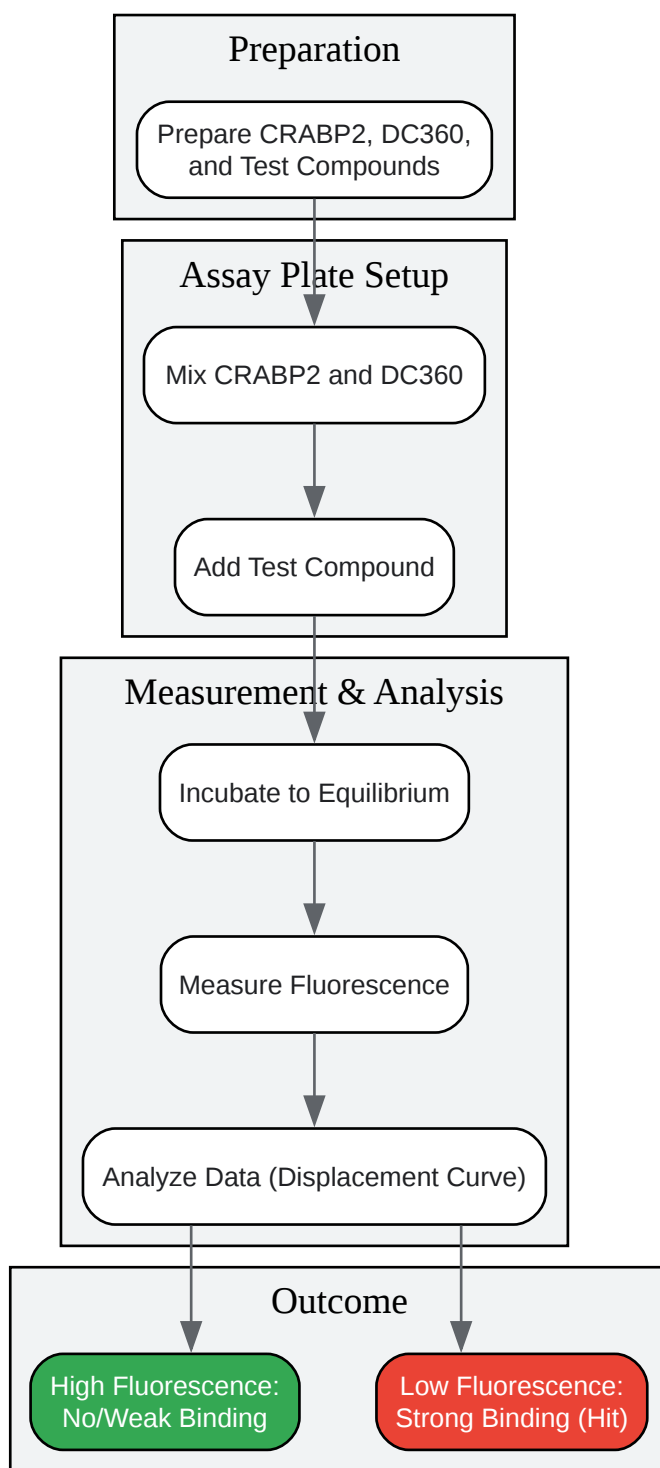 Preparation
Prepare CRABP2, DC360,
and Test Compounds
Assay Plate Setup
Mix CRABP2 and DC360
Add Test Compound
Measurement & Analysis
Incubate to Equilibrium
Measure Fluorescence
Analyze Data (Displacement Curve)
Outcome
High Fluorescence:
No/Weak Binding
Low Fluorescence:
Strong Binding (Hit)